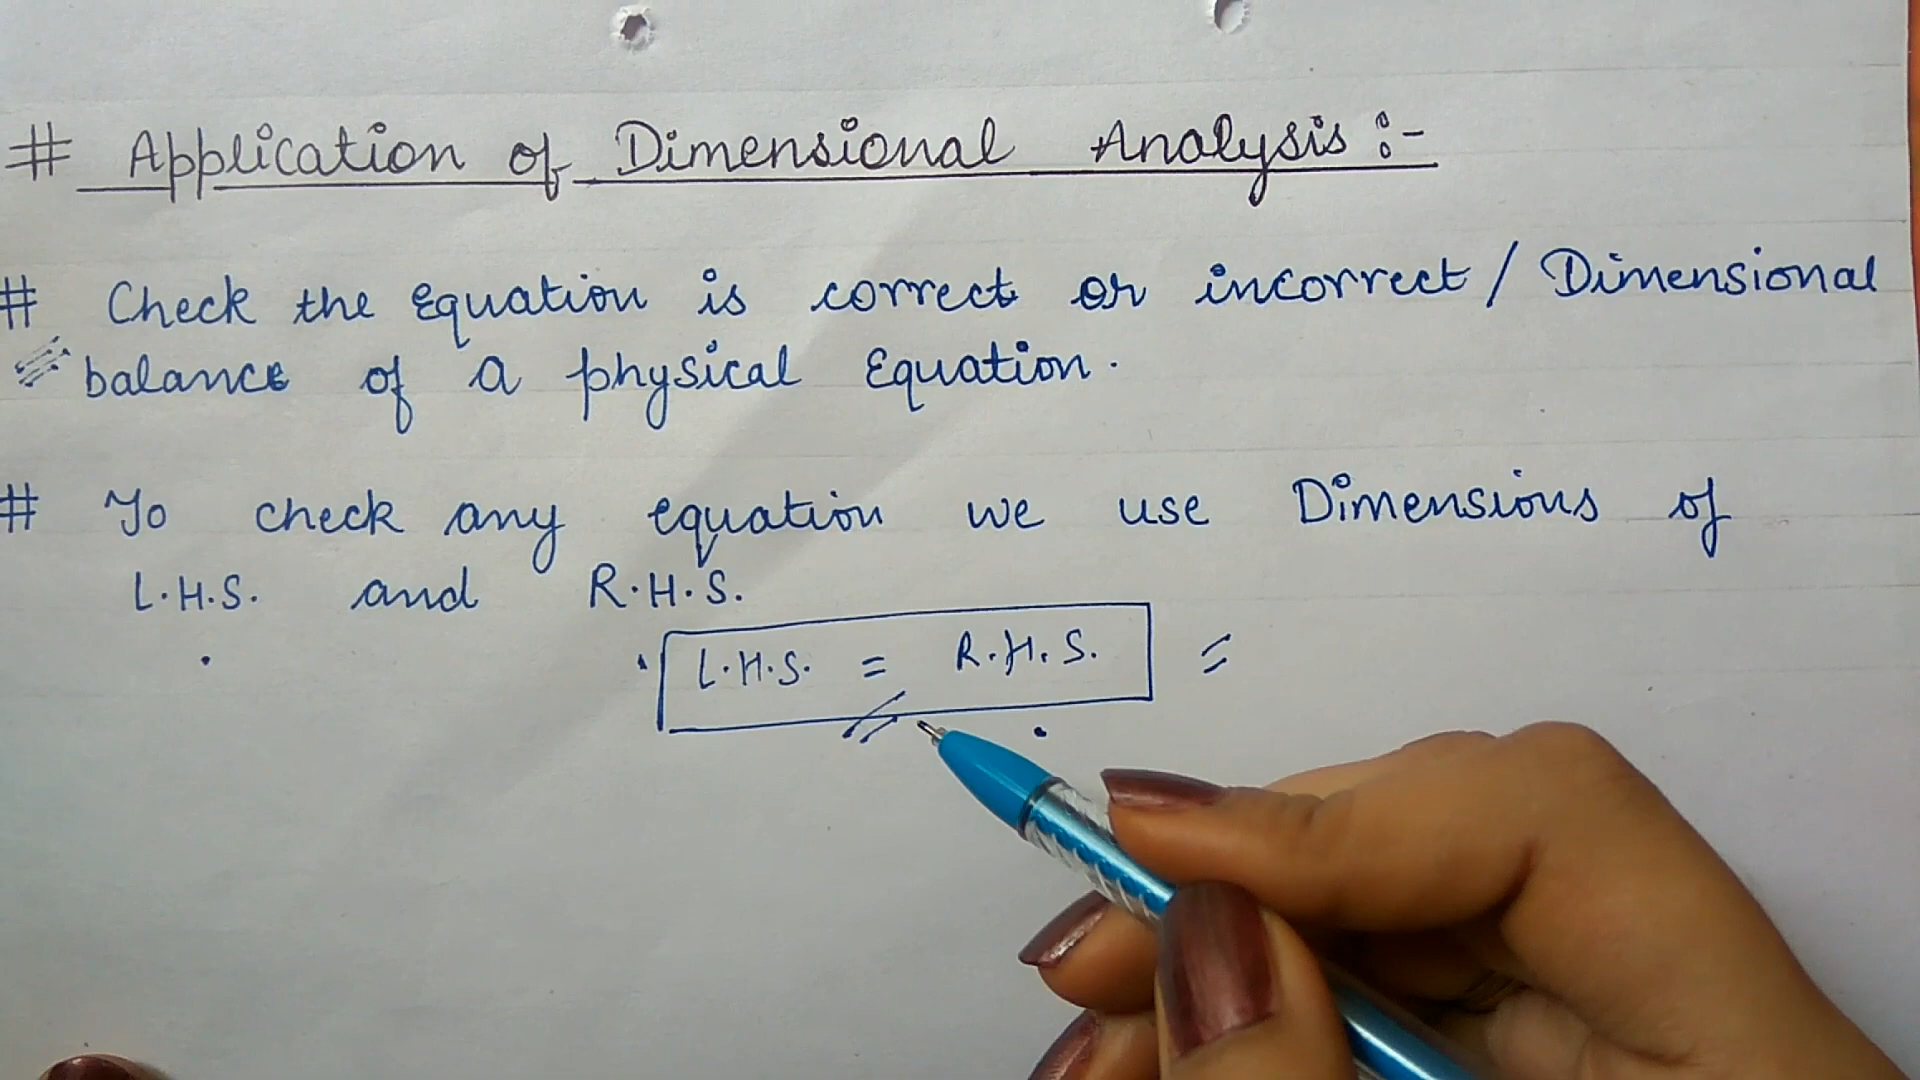 # Application of Dimensional Analysis :-
# Check the Equation is correct or incorrect / Dimensional
balance of a physical Equation.
# To check any equation we use Dimensions of
L.H.S. and R.H.S.
L.H.S. = R.H.S.